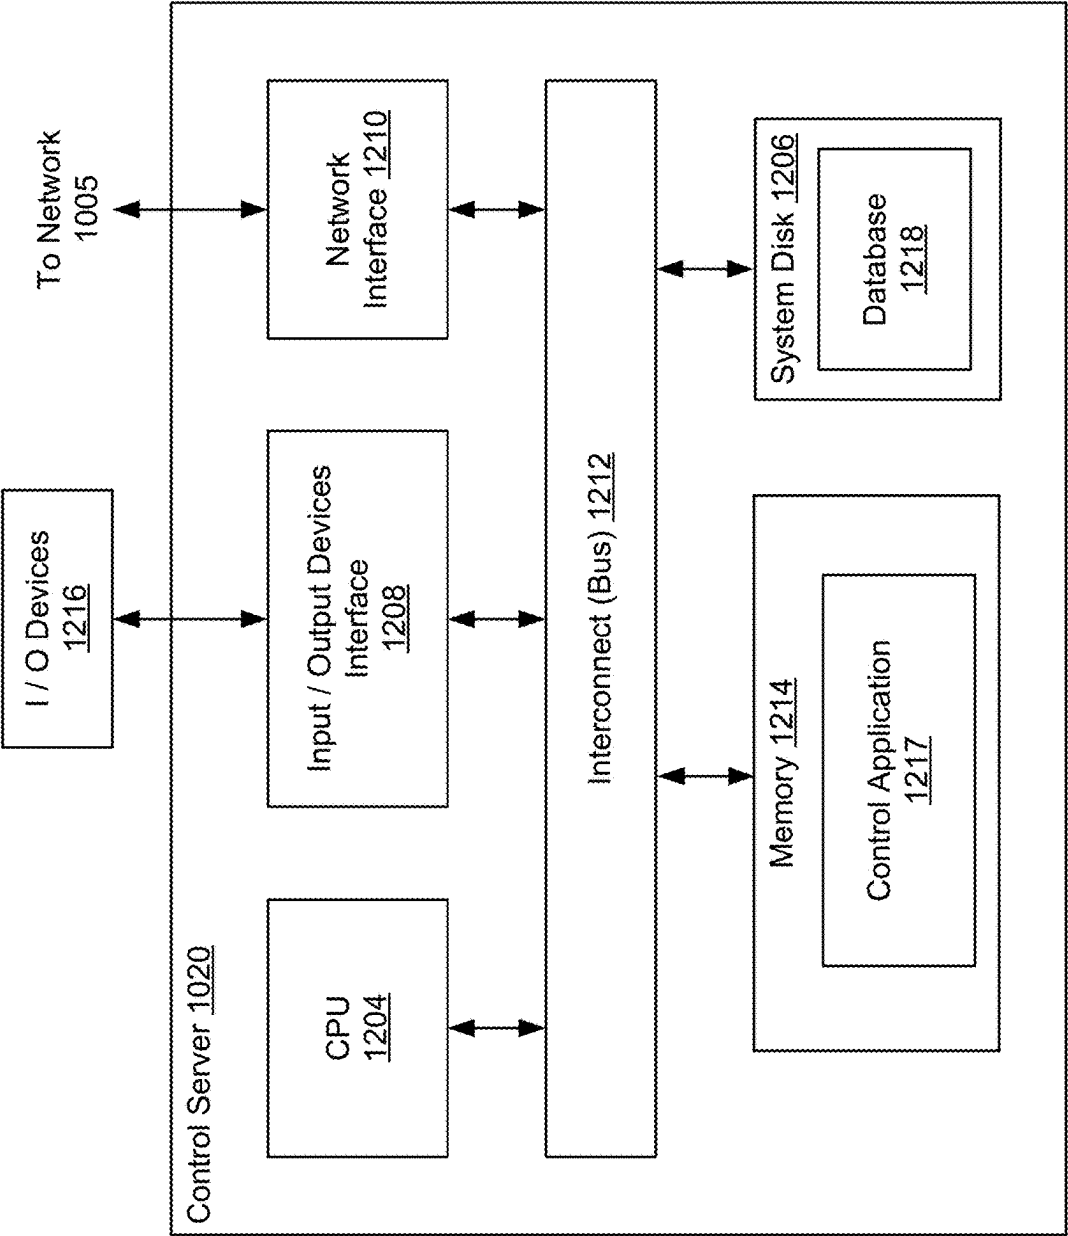 I / O Devices
1216
To Network
1005
Control Server 1020
CPU
1204
Input / Output Devices
Interface
1208
Network
Interface 1210
Interconnect (Bus) 1212
Memory 1214
Control Application
1217
System Disk 1206
Database
1218